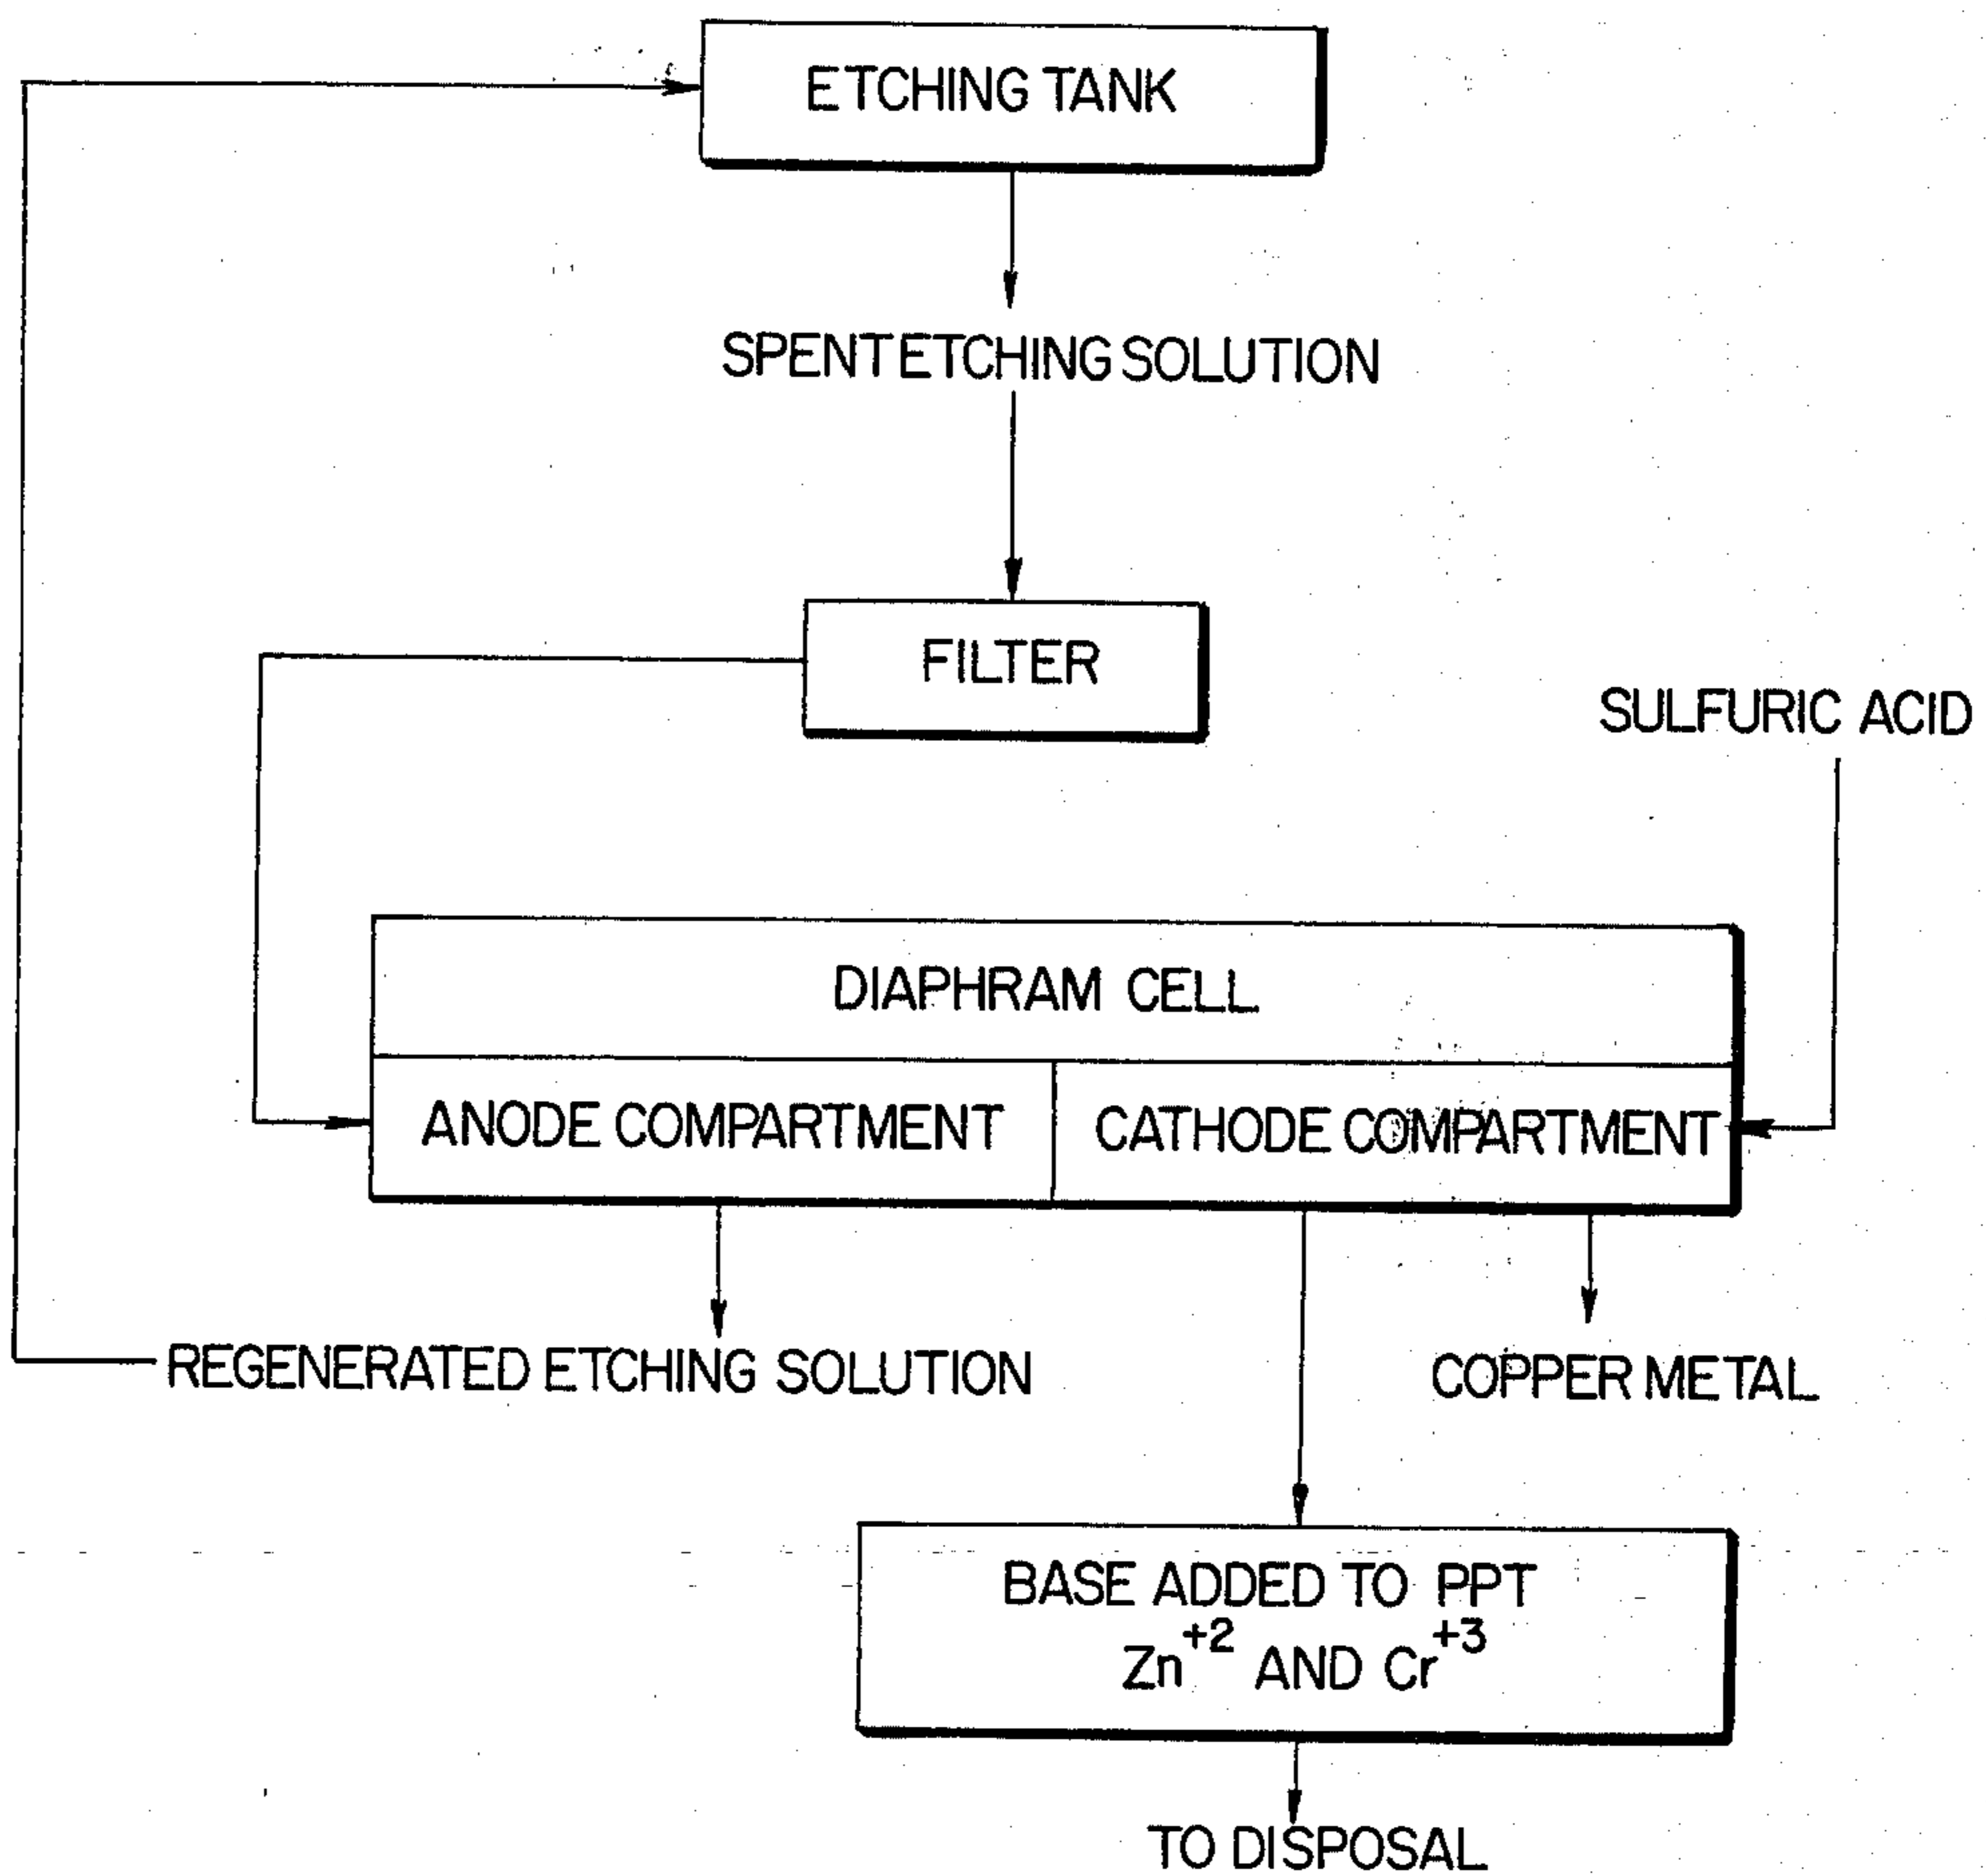 ETCHING TANK
SPENT ETCHING SOLUTION
FILTER
SULFURIC ACID
DIAPHRAM CELL
ANODE COMPARTMENT
CATHODE COMPARTMENT
REGENERATED ETCHING SOLUTION
COPPER METAL
BASE ADDED TO PPT
Zn+2 AND Cr+3
TO DISPOSAL